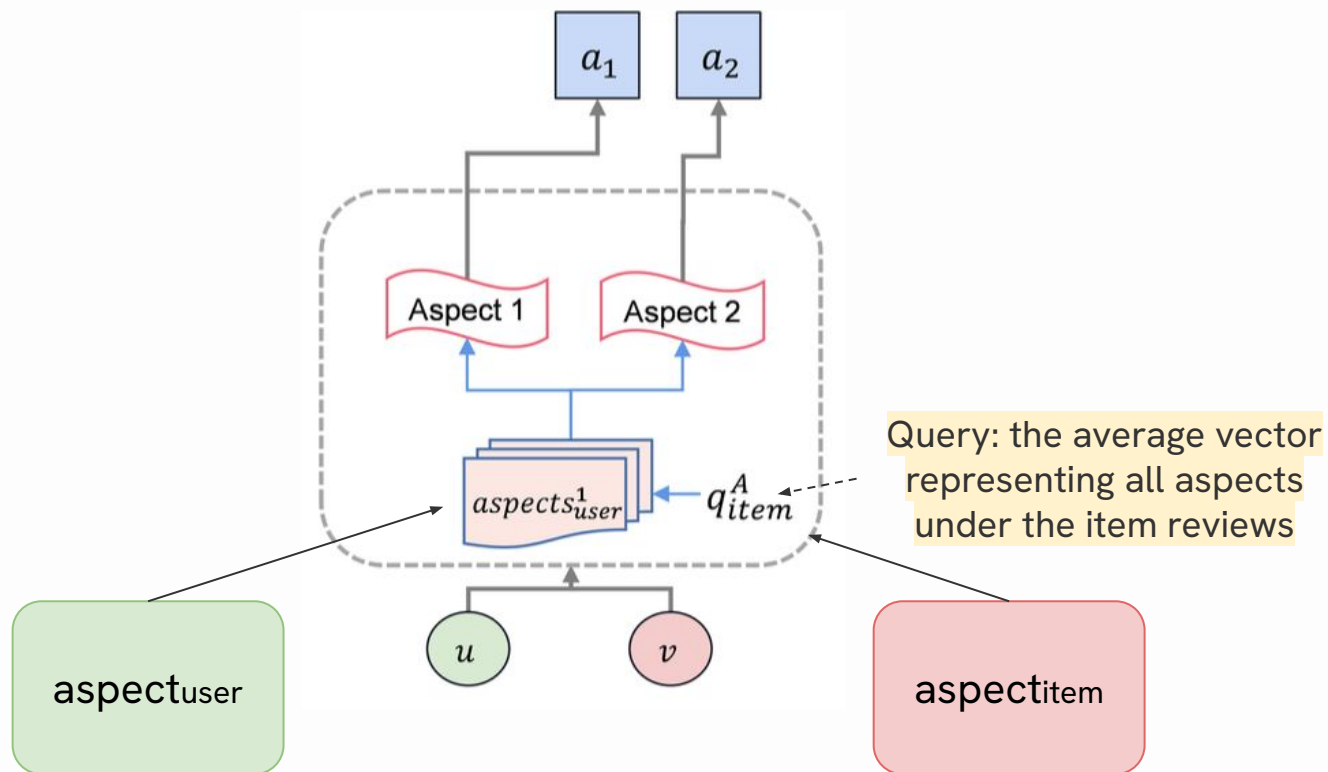 a₁ a₂
Aspect 1 Aspect 2
Query: the average vector
representing all aspects
under the item reviews
aspects¹user
qᴬitem
u v
aspectuser
aspectitem